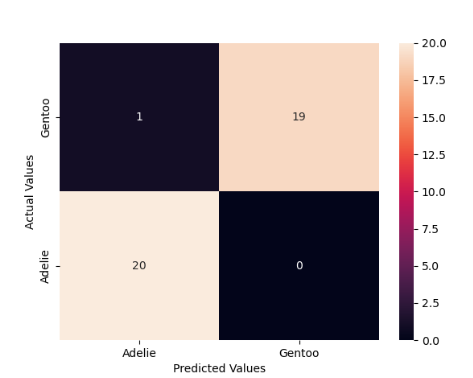 Actual Values
Gentoo
Adelie
1
19
20
0
Adelie
Gentoo
Predicted Values
20.0
17.5
15.0
12.5
10.0
7.5
5.0
2.5
0.0